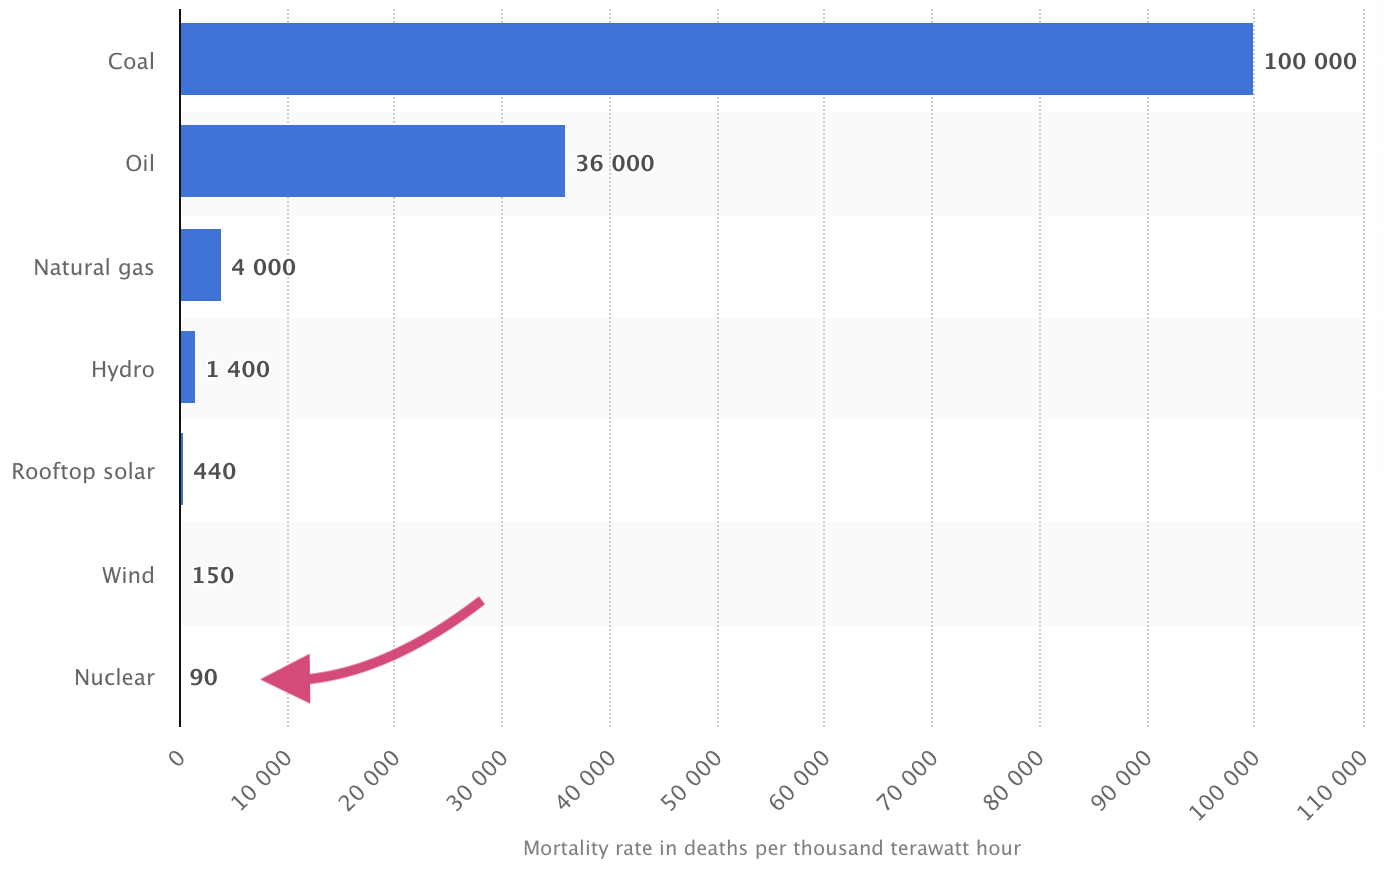 Coal 100 000
Oil 36 000
Natural gas 4 000
Hydro 1 400
Rooftop solar 440
Wind 150
Nuclear 90
0 10 000 20 000 30 000 40 000 50 000 60 000 70 000 80 000 90 000 100 000 110 000
Mortality rate in deaths per thousand terawatt hour